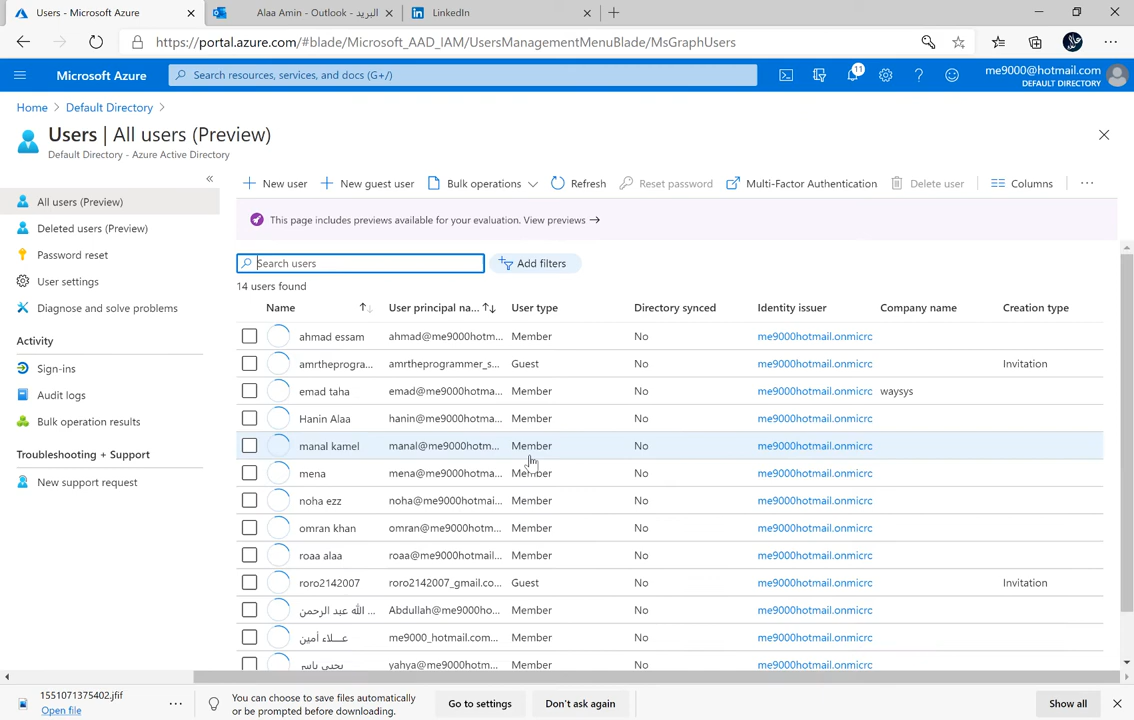 Users - Microsoft Azure
Alaa Amin - Outlook - البريد
LinkedIn
https://portal.azure.com/#blade/Microsoft_AAD_IAM/UsersManagementMenuBlade/MsGraphUsers
Microsoft Azure
Search resources, services, and docs (G+/)
11
me9000@hotmail.com
DEFAULT DIRECTORY
Home > Default Directory >
Users | All users (Preview)
Default Directory - Azure Active Directory
«
All users (Preview)
Deleted users (Preview)
Password reset
User settings
Diagnose and solve problems
Activity
Sign-ins
Audit logs
Bulk operation results
Troubleshooting + Support
New support request
+ New user + New guest user Bulk operations Refresh Reset password Multi-Factor Authentication Delete user Columns ...
This page includes previews available for your evaluation. View previews →
Search users
Add filters
14 users found
Name User principal na... User type Directory synced Identity issuer Company name Creation type
ahmad essam ahmad@me9000hotm... Member No me9000hotmail.onmicrc
amrtheprogra... amrtheprogrammer_s... Guest No me9000hotmail.onmicrc Invitation
emad taha emad@me9000hotma... Member No me9000hotmail.onmicrc waysys
Hanin Alaa hanin@me9000hotma... Member No me9000hotmail.onmicrc
manal kamel manal@me9000hotm... Member No me9000hotmail.onmicrc
mena mena@me9000hotma... Member No me9000hotmail.onmicrc
noha ezz noha@me9000hotmai... Member No me9000hotmail.onmicrc
omran khan omran@me9000hotm... Member No me9000hotmail.onmicrc
roaa alaa roaa@me9000hotmail... Member No me9000hotmail.onmicrc
roro2142007 roro2142007_gmail.co... Guest No me9000hotmail.onmicrc Invitation
... الله عبد الرحمن Abdullah@me9000ho... Member No me9000hotmail.onmicrc
عـــلاء أمين me9000_hotmail.com... Member No me9000hotmail.onmicrc
يحيى ياسر yahya@me9000hotm... Member No me9000hotmail.onmicrc
1551071375402.jfif
Open file
...
You can choose to save files automatically
or be prompted before downloading.
Go to settings
Don't ask again
Show all